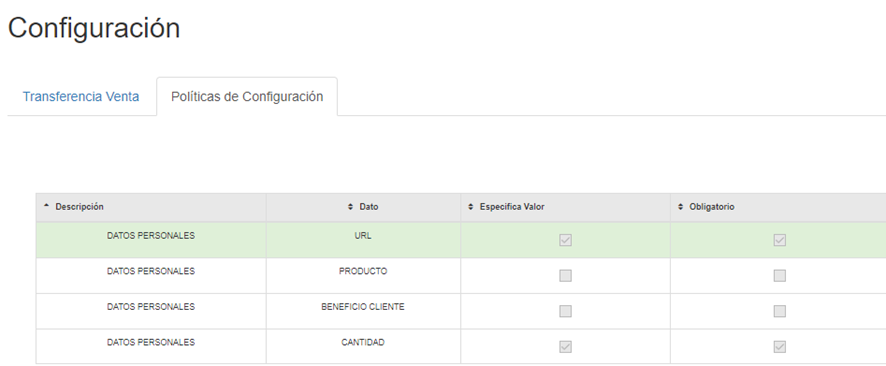 Configuración
Transferencia Venta Políticas de Configuración
Descripción Dato Especifica Valor Obligatorio
DATOS PERSONALES URL
DATOS PERSONALES PRODUCTO
DATOS PERSONALES BENEFICIO CLIENTE
DATOS PERSONALES CANTIDAD